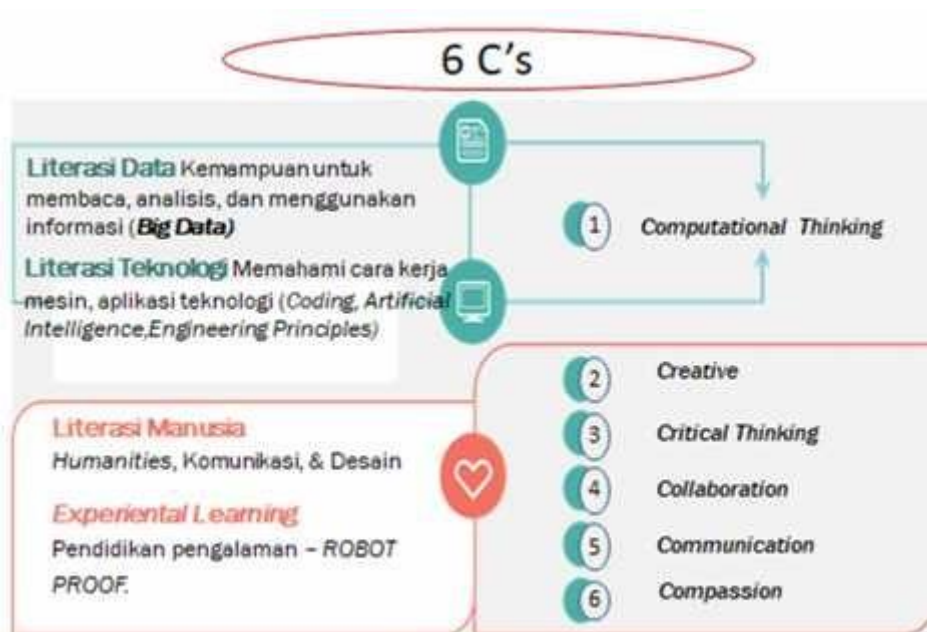 6 C's
Literasi Data Kemampuan untuk
membaca, analisis, dan menggunakan
informasi (Big Data)
Literasi Teknologi Memahami cara kerja
mesin, aplikasi teknologi (Coding, Artificial
Intelligence,Engineering Principles)
1 Computational Thinking
Literasi Manusia
Humanities, Komunikasi, & Desain
Experiental Learning
Pendidikan pengalaman – ROBOT
PROOF.
2 Creative
3 Critical Thinking
4 Collaboration
5 Communication
6 Compassion